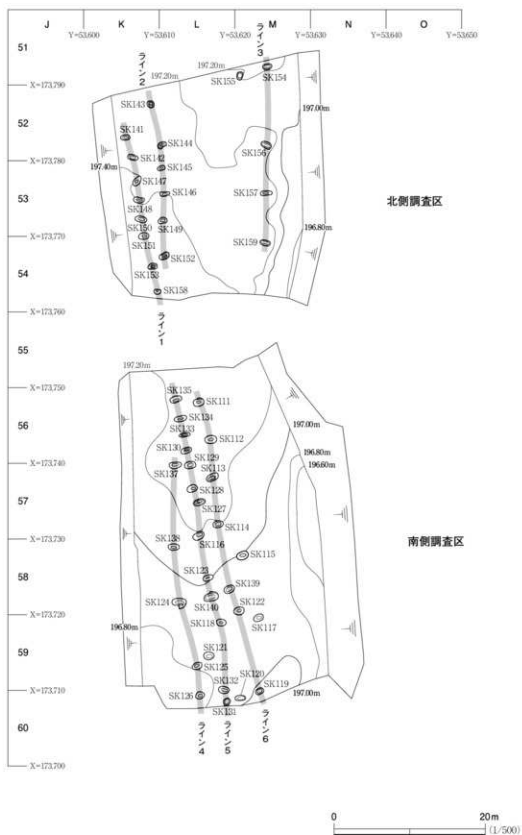 J K L M N O
Y=53,600 Y=53,610 Y=53,620 Y=53,630 Y=53,640 Y=53,650
51
52
53
54
55
56
57
58
59
60
X=173,790
X=173,780
X=173,770
X=173,760
X=173,750
X=173,740
X=173,730
X=173,720
X=173,710
X=173,700
ライン2
ライン3
197.20m
197.20m
SK155
SK154
197.00m
SK143
SK141
SK144
SK142
SK145
SK156
197.40m
SK147
SK146
SK157
SK148
196.80m
SK150
SK149
SK151
SK159
SK152
SK153
SK158
ライン1
北側調査区
197.20m
SK135
SK111
SK134
SK133
197.00m
SK130
SK112
SK129
196.80m
SK113
196.60m
SK137
SK128
SK127
SK114
SK138
SK116
SK115
SK123
SK139
SK124
SK140
SK122
SK118
SK117
196.80m
SK121
SK125
SK132
SK120
SK119
SK126
SK131
197.00m
ライン4
ライン5
ライン6
南側調査区
0 20m
(1/500)